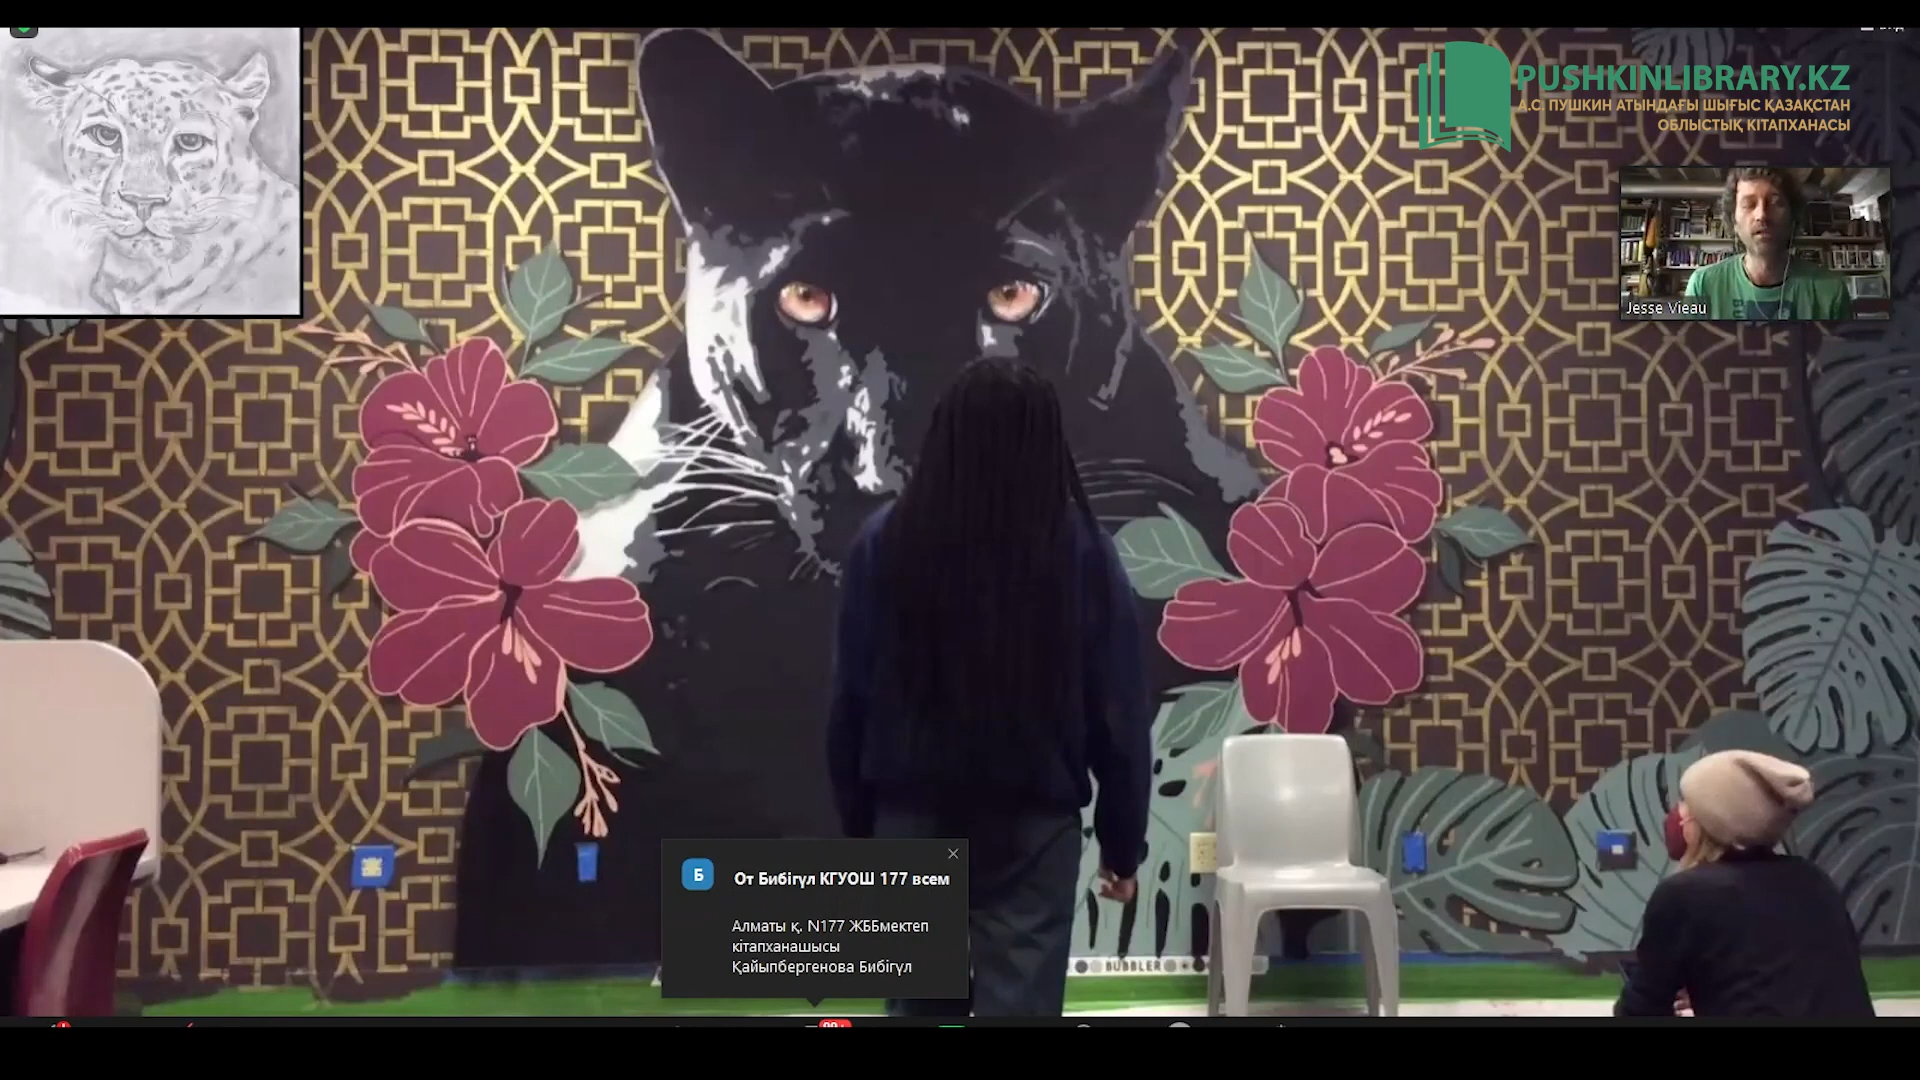 PUSHKINLIBRARY.KZ
А.С. ПУШКИН АТЫНДАҒЫ ШЫҒЫС ҚАЗАҚСТАН
ОБЛЫСТЫҚ КІТАПХАНАСЫ
Jesse Vieau
Б
От Бибігүл КГУОШ 177 всем
Алматы қ. N177 ЖББмектеп
кітапханашысы
Қайыпбергенова Бибігүл
BUBBLER